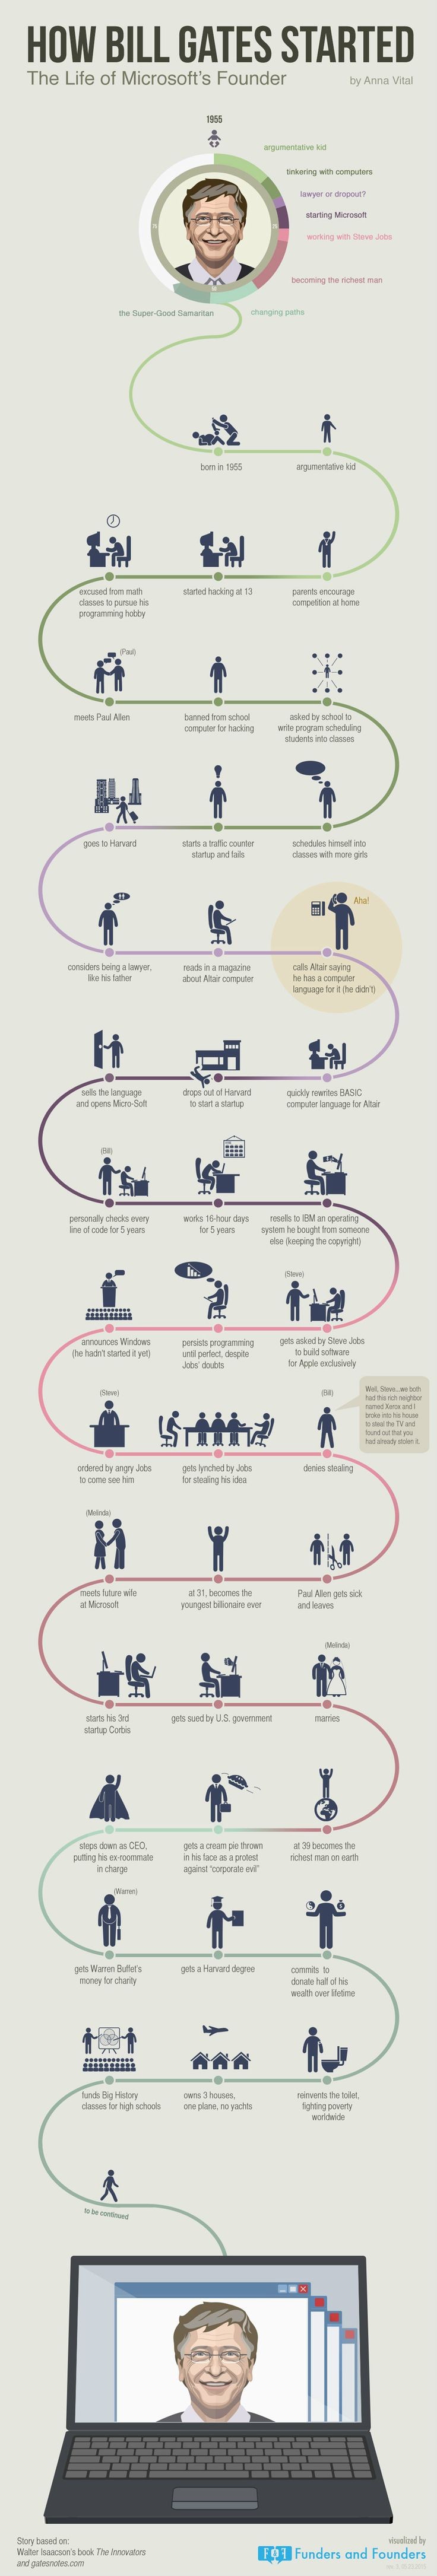 HOW BILL GATES STARTED
The Life of Microsoft's Founder
by Anna Vital
1955
argumentative kid
tinkering with computers
lawyer or dropout?
starting Microsoft
working with Steve Jobs
becoming the richest man
changing paths
the Super-Good Samaritan
born in 1955
argumentative kid
parents encourage
competition at home
started hacking at 13
excused from math
classes to pursue his
programming hobby
(Paul)
meets Paul Allen
banned from school
computer for hacking
asked by school to
write program scheduling
students into classes
schedules himself into
classes with more girls
starts a traffic counter
startup and fails
goes to Harvard
considers being a lawyer,
like his father
reads in a magazine
about Altair computer
Aha!
calls Altair saying
he has a computer
language for it (he didn't)
quickly rewrites BASIC
computer language for Altair
drops out of Harvard
to start a startup
sells the language
and opens Micro-Soft
(Bill)
personally checks every
line of code for 5 years
works 16-hour days
for 5 years
resells to IBM an operating
system he bought from someone
else (keeping the copyright)
(Steve)
gets asked by Steve Jobs
to build software
for Apple exclusively
persists programming
until perfect, despite
Jobs' doubts
announces Windows
(he hadn't started it yet)
(Steve)
ordered by angry Jobs
to come see him
gets lynched by Jobs
for stealing his idea
(Bill)
denies stealing
Well, Steve...we both
had this rich neighbor
named Xerox and I
broke into his house
to steal the TV and
found out that you
had already stolen it.
(Melinda)
meets future wife
at Microsoft
at 31, becomes the
youngest billionaire ever
Paul Allen gets sick
and leaves
(Melinda)
marries
gets sued by U.S. government
starts his 3rd
startup Corbis
steps down as CEO,
putting his ex-roommate
in charge
gets a cream pie thrown
in his face as a protest
against "corporate evil"
at 39 becomes the
richest man on earth
(Warren)
gets Warren Buffet's
money for charity
gets a Harvard degree
commits to
donate half of his
wealth over lifetime
reinvents the toilet,
fighting poverty
worldwide
owns 3 houses,
one plane, no yachts
funds Big History
classes for high schools
to be continued
Story based on:
Walter Isaacson's book The Innovators
and gatesnotes.com
visualized by
Funders and Founders